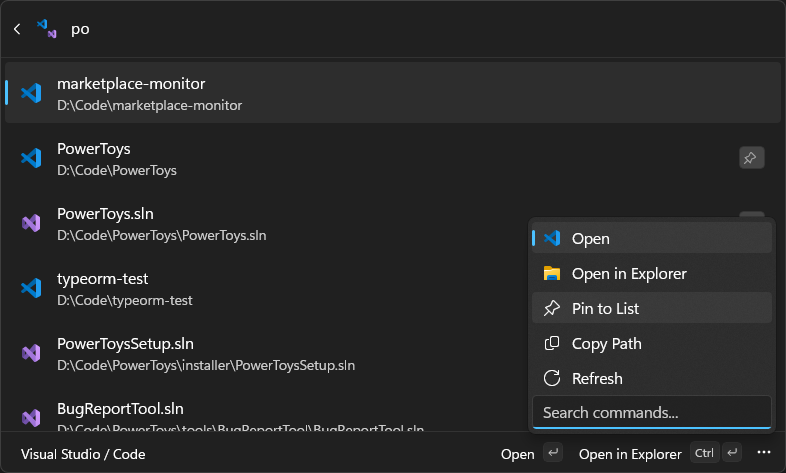 po
marketplace-monitor
D:\Code\marketplace-monitor
PowerToys
D:\Code\PowerToys
PowerToys.sln
D:\Code\PowerToys\PowerToys.sln
typeorm-test
D:\Code\typeorm-test
PowerToysSetup.sln
D:\Code\PowerToys\installer\PowerToysSetup.sln
BugReportTool.sln
D:\Code\PowerToys\tools\BugReportTool\BugReportTool.sln
Open
Open in Explorer
Pin to List
Copy Path
Refresh
Search commands...
Visual Studio / Code
Open
Open in Explorer Ctrl